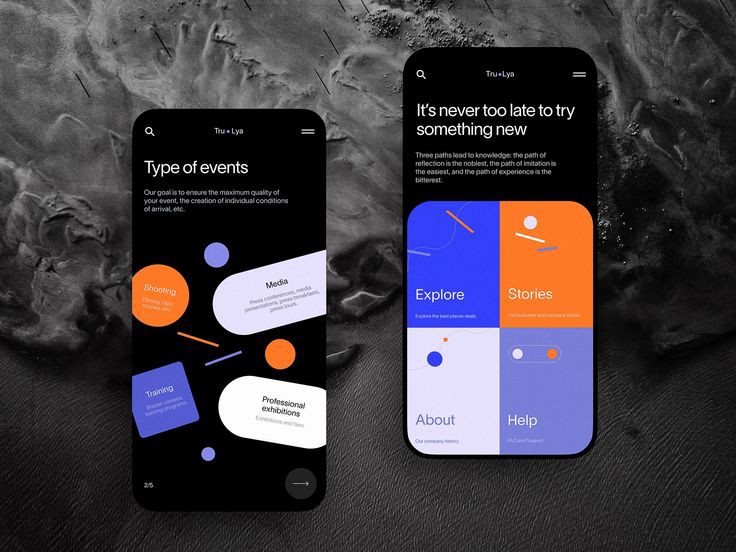 Tru●Lya
Type of events
Our goal is to ensure the maximum quality of
your event, the creation of individual conditions
of arrival, etc.
Shooting
Filming clips,
movies, etc.
Media
Press conferences, media
presentations, press breakfasts,
press tours.
Training
Master classes,
training programs.
Professional
exhibitions
Exhibitions and fairs.
2/5
Tru●Lya
It's never too late to try
something new
Three paths lead to knowledge: the path of
reflection is the noblest, the path of imitation is
the easiest, and the path of experience is the
bitterest.
Explore
Explore the best places deals
Stories
Our customer and company stories
About
Our company history
Help
FAQ and Support